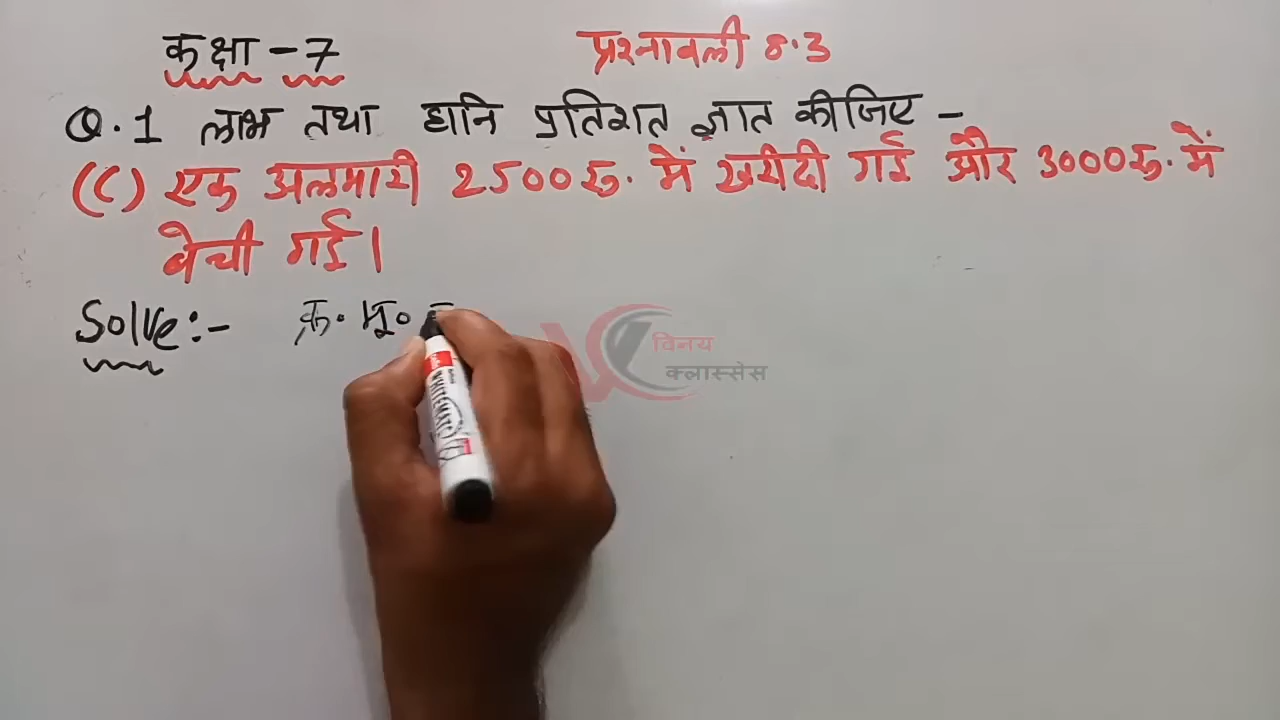 कक्षा - 7
प्रश्नावली 8.3
Q.1 लाभ तथा हानि प्रतिशत ज्ञात कीजिए -
(C) एक अलमारी 2500 रु. में खरीदी गई और 3000 रु. में
बेची गई।
Solve:- क्र. मू.
विनय
क्लास्सेस
WHITEMATE